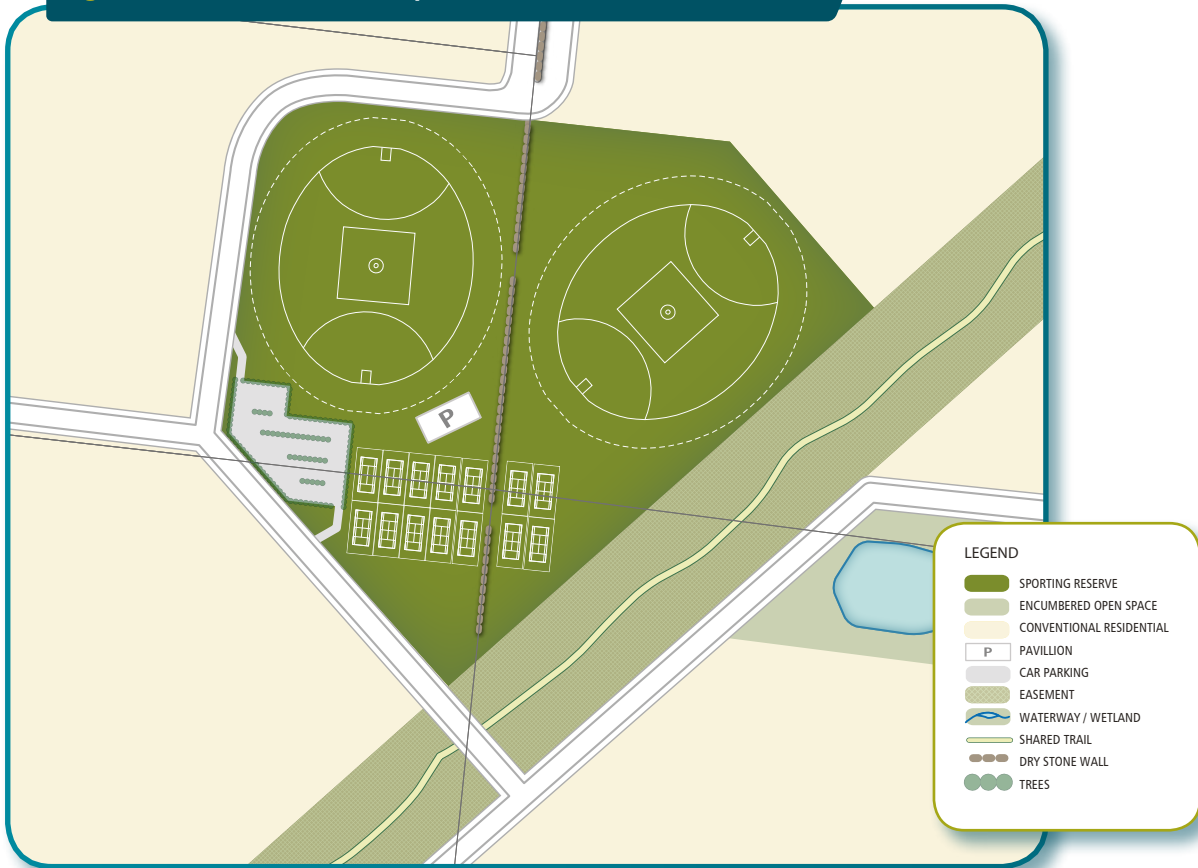 P
LEGEND
SPORTING RESERVE
ENCUMBERED OPEN SPACE
CONVENTIONAL RESIDENTIAL
P PAVILLION
CAR PARKING
EASEMENT
WATERWAY / WETLAND
SHARED TRAIL
DRY STONE WALL
TREES